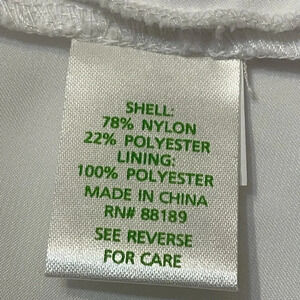 SHELL:
78% NYLON
22% POLYESTER
LINING:
100% POLYESTER
MADE IN CHINA
RN# 88189
SEE REVERSE
FOR CARE